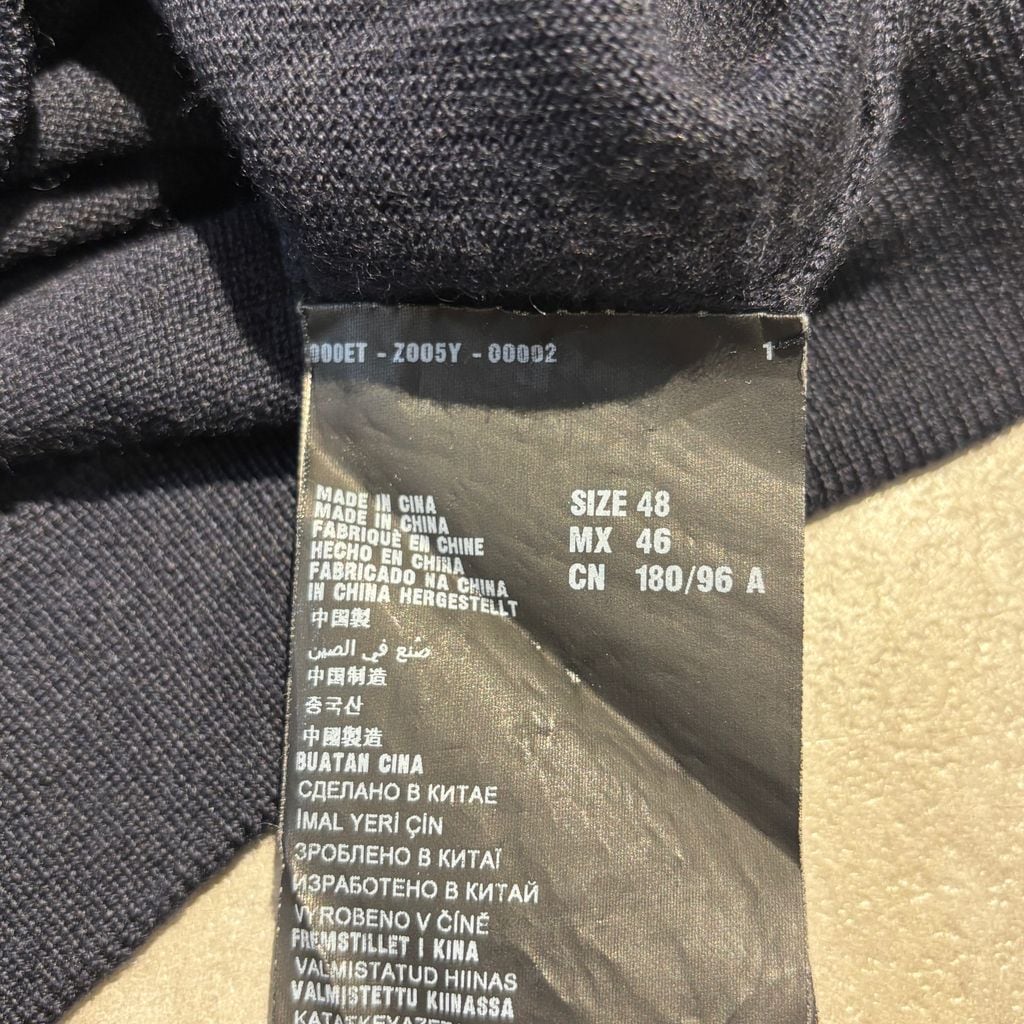 000ET - Z005Y - 00002 1
MADE IN CINA
MADE IN CHINA
FABRIQUÉ EN CHINE
HECHO EN CHINA
FABRICADO NA CHINA
IN CHINA HERGESTELLT
中国製
صُنع في الصين
中国制造
중국산
中國製造
BUATAN CINA
СДЕЛАНО В КИТАЕ
İMAL YERİ ÇİN
ЗРОБЛЕНО В КИТАЇ
ИЗРАБОТЕНО В КИТАЙ
VYROBENO V ČÍNĚ
FREMSTILLET I KINA
VALMISTATUD HIINAS
VALMISTETTU KIINASSA
SIZE 48
MX 46
CN 180/96 A